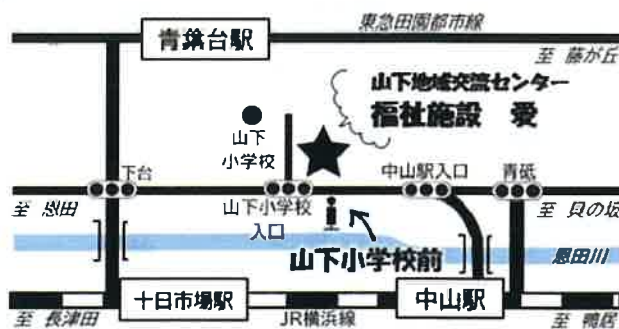 東急田園都市線
青葉台駅
至 藤が丘
山下地域交流センター
福祉施設 愛
山下
小学校
下台
中山駅入口
青砥
至 恩田
山下小学校
入口
至 貝の坂
山下小学校前
恩田川
十日市場駅
中山駅
至 長津田
JR横浜線
至 鴨居